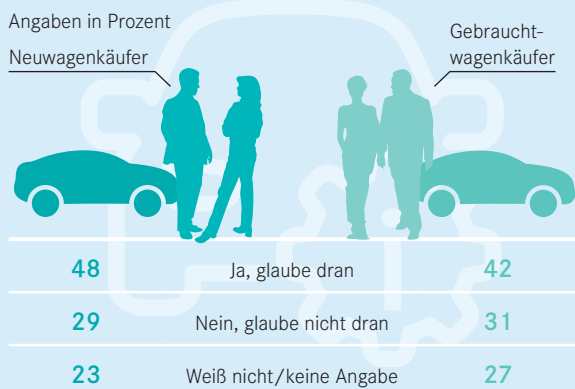 Angaben in Prozent
Neuwagenkäufer
Gebraucht-
wagenkäufer
48 Ja, glaube dran 42
29 Nein, glaube nicht dran 31
23 Weiß nicht/keine Angabe 27